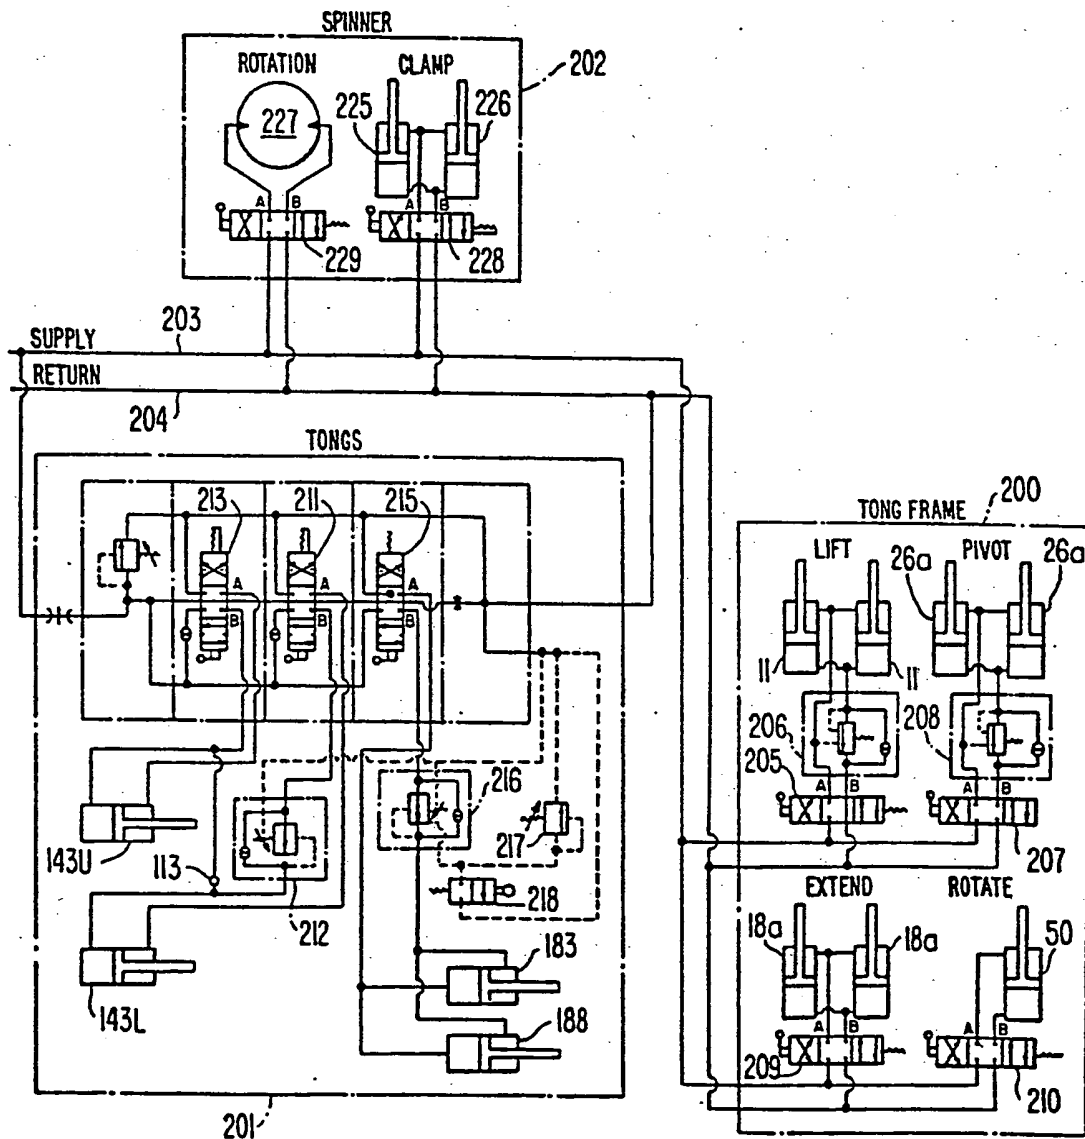 SPINNER
202
ROTATION
CLAMP
227
225
226
A
B
A
B
229
228
SUPPLY
203
RETURN
204
TONGS
213
211
215
A
B
A
B
A
B
143U
113
212
143L
216
217
218
183
188
201
200
TONG FRAME
LIFT
PIVOT
26a
26a
11
11
206
208
205
A
B
A
B
207
EXTEND
ROTATE
18a
18a
50
A
B
A
B
209
210